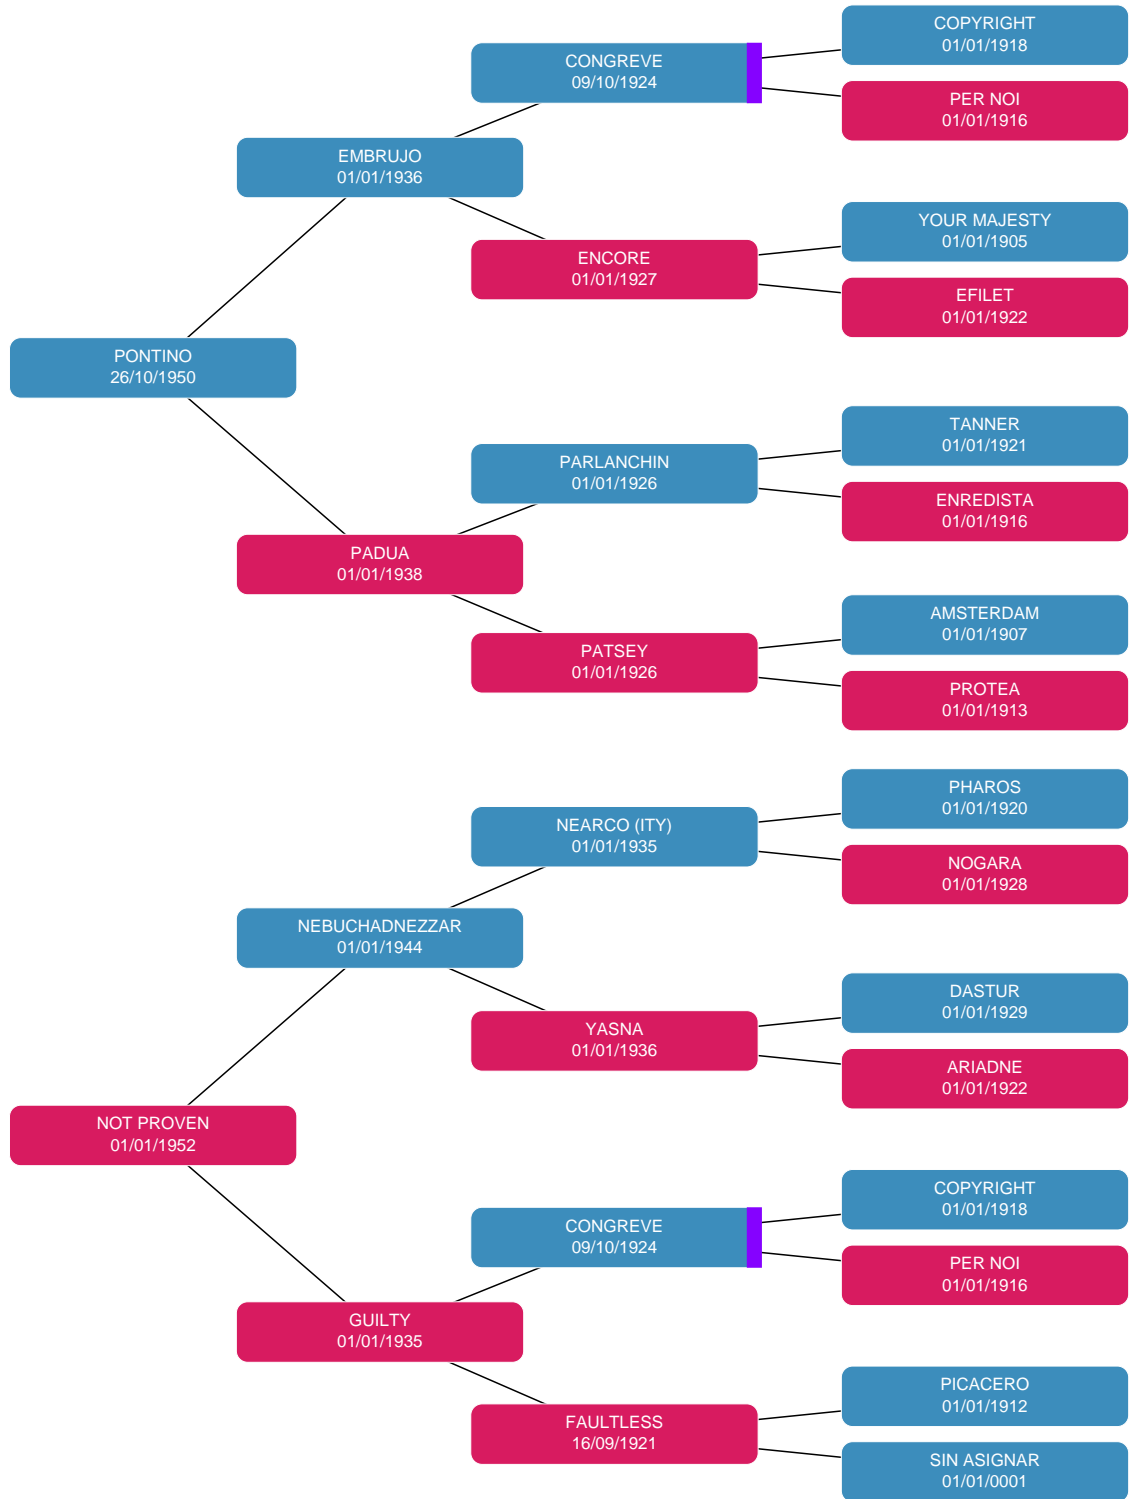 COPYRIGHT
01/01/1918
CONGREVE
09/10/1924
PER NOI
01/01/1916
EMBRUJO
01/01/1936
YOUR MAJESTY
01/01/1905
ENCORE
01/01/1927
EFILET
01/01/1922
PONTINO
26/10/1950
TANNER
01/01/1921
PARLANCHIN
01/01/1926
ENREDISTA
01/01/1916
PADUA
01/01/1938
AMSTERDAM
01/01/1907
PATSEY
01/01/1926
PROTEA
01/01/1913
PHAROS
01/01/1920
NEARCO (ITY)
01/01/1935
NOGARA
01/01/1928
NEBUCHADNEZZAR
01/01/1944
DASTUR
01/01/1929
YASNA
01/01/1936
ARIADNE
01/01/1922
NOT PROVEN
01/01/1952
COPYRIGHT
01/01/1918
CONGREVE
09/10/1924
PER NOI
01/01/1916
GUILTY
01/01/1935
PICACERO
01/01/1912
FAULTLESS
16/09/1921
SIN ASIGNAR
01/01/0001